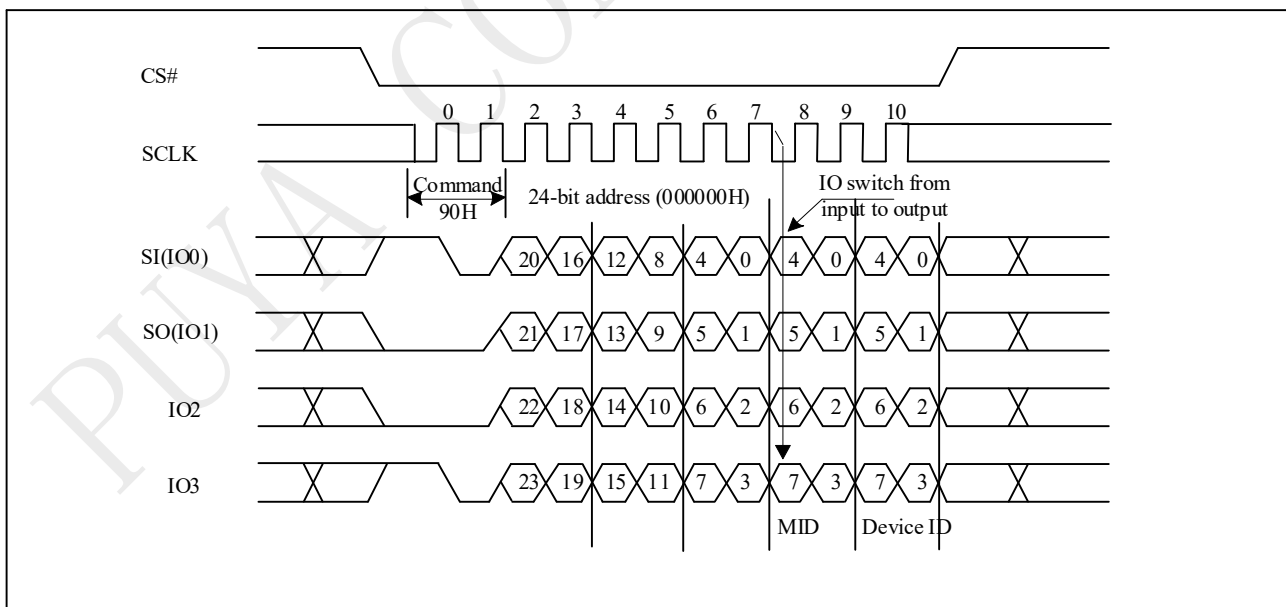 PUYA CON
CS#
0 1 2 3 4 5 6 7 8 9 10
SCLK
Command
90H
24-bit address (000000H)
IO switch from
input to output
SI(IO0)
20 16 12 8 4 0 4 0 4 0
SO(IO1)
21 17 13 9 5 1 5 1 5 1
IO2
22 18 14 10 6 2 6 2 6 2
IO3
23 19 15 11 7 3 7 3 7 3
MID
Device ID